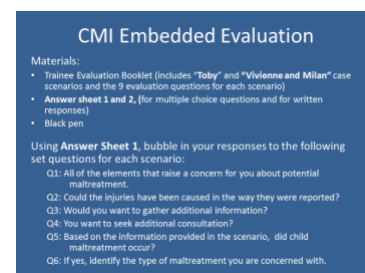 CMI Embedded Evaluation
Materials:
• Trainee Evaluation Booklet (includes "Toby" and "Vivienne and Milan" case
scenarios and the 9 evaluation questions for each scenario)
• Answer sheet 1 and 2, (for multiple choice questions and for written
responses)
• Black pen
Using Answer Sheet 1, bubble in your responses to the following
set questions for each scenario:
Q1: All of the elements that raise a concern for you about potential
maltreatment.
Q2: Could the injuries have been caused in the way they were reported?
Q3: Would you want to gather additional information?
Q4: You want to seek additional consultation?
Q5: Based on the information provided in the scenario, did child
maltreatment occur?
Q6: If yes, identify the type of maltreatment you are concerned with.